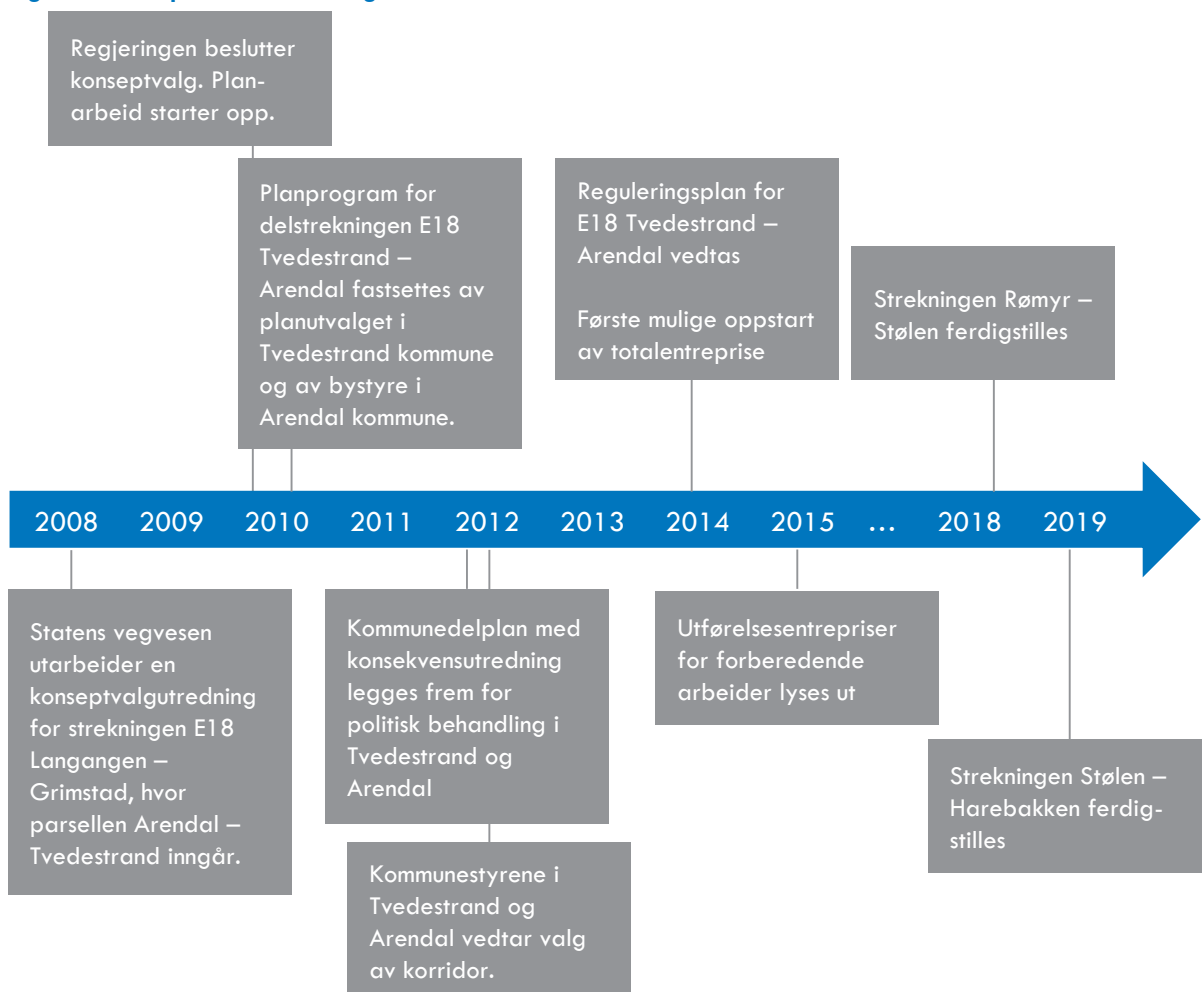 Regjeringen beslutter
konseptvalg. Plan-
arbeid starter opp.
Planprogram for
delstrekningen E18
Tvedestrand –
Arendal fastsettes av
planutvalget i
Tvedestrand kommune
og av bystyre i
Arendal kommune.
Reguleringsplan for
E18 Tvedestrand –
Arendal vedtas
Første mulige oppstart
av totalentreprise
Strekningen Rømyr –
Stølen ferdigstilles
2008 2009 2010 2011 2012 2013 2014 2015 ... 2018 2019
Statens vegvesen
utarbeider en
konseptvalgutredning
for strekningen E18
Langangen –
Grimstad, hvor
parsellen Arendal –
Tvedestrand inngår.
Kommunedelplan med
konsekvensutredning
legges frem for
politisk behandling i
Tvedestrand og
Arendal
Kommunestyrene i
Tvedestrand og
Arendal vedtar valg
av korridor.
Utførelsesentrepriser
for forberedende
arbeider lyses ut
Strekningen Stølen –
Harebakken ferdig-
stilles